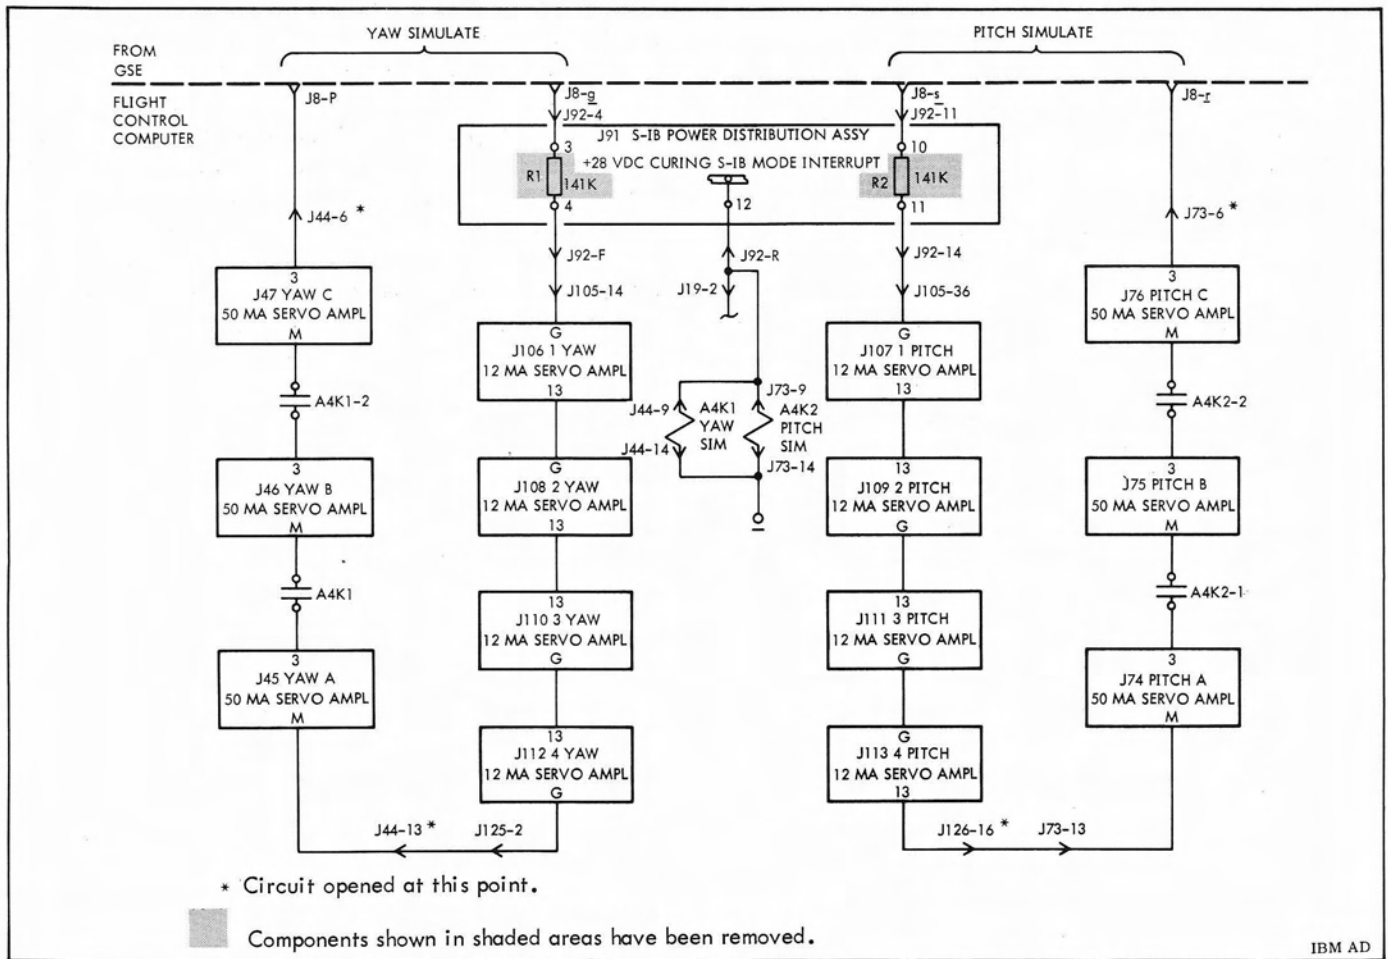 YAW SIMULATE
PITCH SIMULATE
FROM
GSE
J8-P
J8-g
J8-s
J8-r
FLIGHT
CONTROL
COMPUTER
J92-4
J92-11
J91 S-IB POWER DISTRIBUTION ASSY
3
10
+28 VDC CURING S-IB MODE INTERRUPT
R1
141K
R2
141K
4
12
11
J44-6 *
J73-6 *
J92-F
J92-R
J92-14
J105-14
J19-2
J105-36
3
J47 YAW C
50 MA SERVO AMPL
M
G
J106 1 YAW
12 MA SERVO AMPL
13
G
J107 1 PITCH
12 MA SERVO AMPL
13
3
J76 PITCH C
50 MA SERVO AMPL
M
A4K1-2
J44-9
A4K1
YAW
SIM
J44-14
J73-9
A4K2
PITCH
SIM
J73-14
A4K2-2
3
J46 YAW B
50 MA SERVO AMPL
M
G
J108 2 YAW
12 MA SERVO AMPL
13
13
J109 2 PITCH
12 MA SERVO AMPL
G
3
J75 PITCH B
50 MA SERVO AMPL
M
A4K1
A4K2-1
13
J110 3 YAW
12 MA SERVO AMPL
G
13
J111 3 PITCH
12 MA SERVO AMPL
G
3
J45 YAW A
50 MA SERVO AMPL
M
3
J74 PITCH A
50 MA SERVO AMPL
M
13
J112 4 YAW
12 MA SERVO AMPL
G
G
J113 4 PITCH
12 MA SERVO AMPL
13
J44-13 *
J125-2
J126-16 *
J73-13
* Circuit opened at this point.
Components shown in shaded areas have been removed.
IBM AD